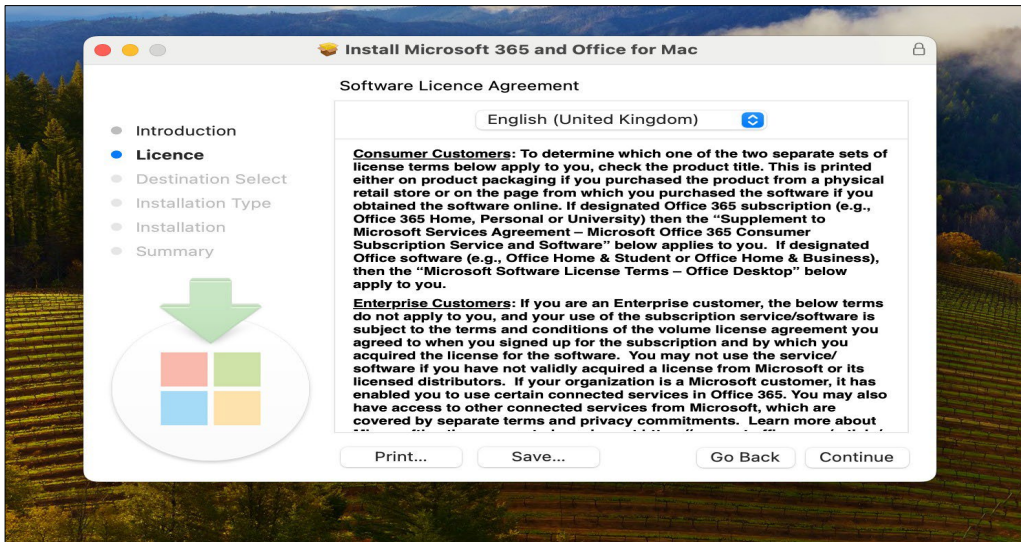 Install Microsoft 365 and Office for Mac
Software Licence Agreement
Introduction
Licence
Destination Select
Installation Type
Installation
Summary
English (United Kingdom)
Consumer Customers: To determine which one of the two separate sets of
license terms below apply to you, check the product title. This is printed
either on product packaging if you purchased the product from a physical
retail store or on the page from which you purchased the software if you
obtained the software online. If designated Office 365 subscription (e.g.,
Office 365 Home, Personal or University) then the “Supplement to
Microsoft Services Agreement – Microsoft Office 365 Consumer
Subscription Service and Software” below applies to you.  If designated
Office software (e.g., Office Home & Student or Office Home & Business),
then the “Microsoft Software License Terms – Office Desktop” below
apply to you.
Enterprise Customers: If you are an Enterprise customer, the below terms
do not apply to you, and your use of the subscription service/software is
subject to the terms and conditions of the volume license agreement you
agreed to when you signed up for the subscription and by which you
acquired the license for the software.  You may not use the service/
software if you have not validly acquired a license from Microsoft or its
licensed distributors.  If your organization is a Microsoft customer, it has
enabled you to use certain connected services in Office 365. You may also
have access to other connected services from Microsoft, which are
covered by separate terms and privacy commitments.  Learn more about
Print...
Save...
Go Back
Continue